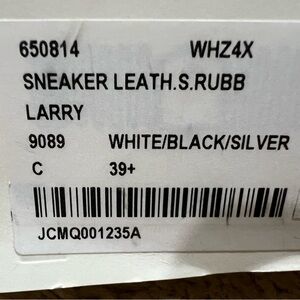 650814 WHZ4X
SNEAKER LEATH.S.RUBB
LARRY
9089 WHITE/BLACK/SILVER
C 39+
JCMQ001235A